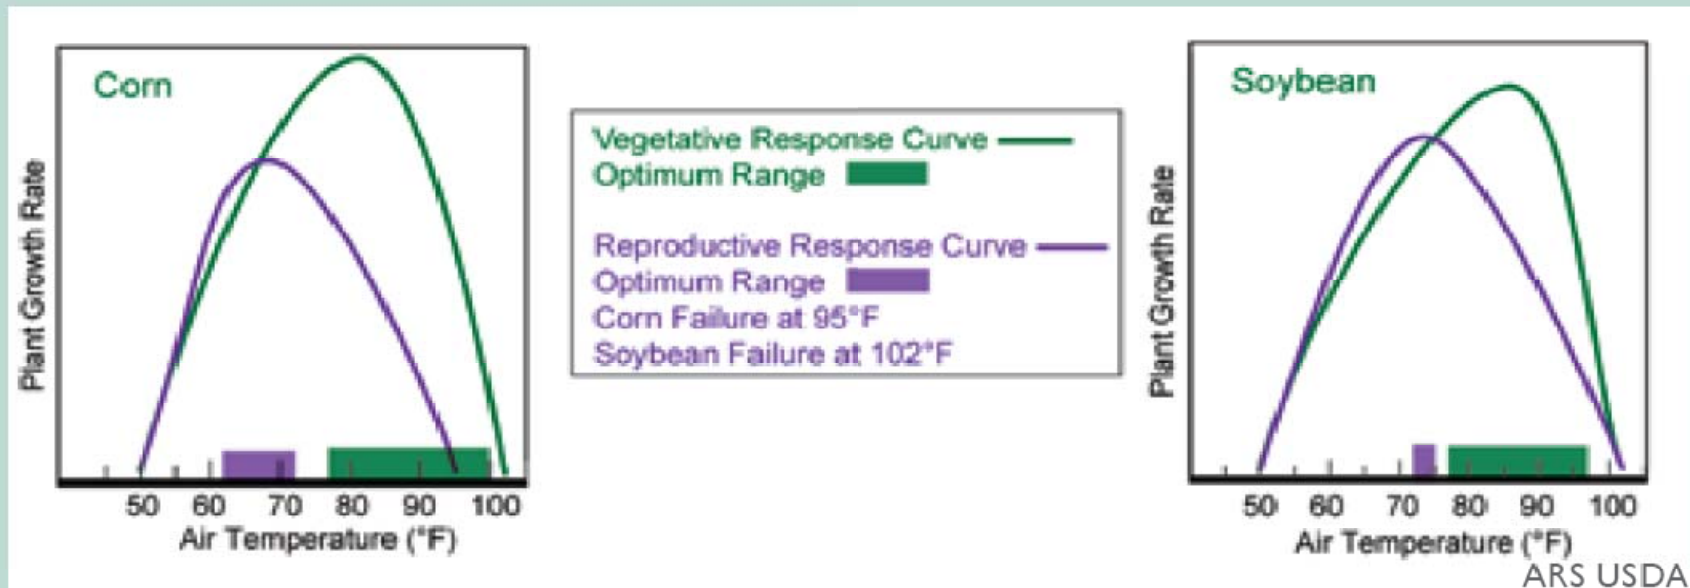 Corn
Plant Growth Rate
50 60 70 80 90 100
Air Temperature (°F)
Vegetative Response Curve
Optimum Range
Reproductive Response Curve
Optimum Range
Corn Failure at 95°F
Soybean Failure at 102°F
Soybean
Plant Growth Rate
50 60 70 80 90 100
Air Temperature (°F)
ARS USDA